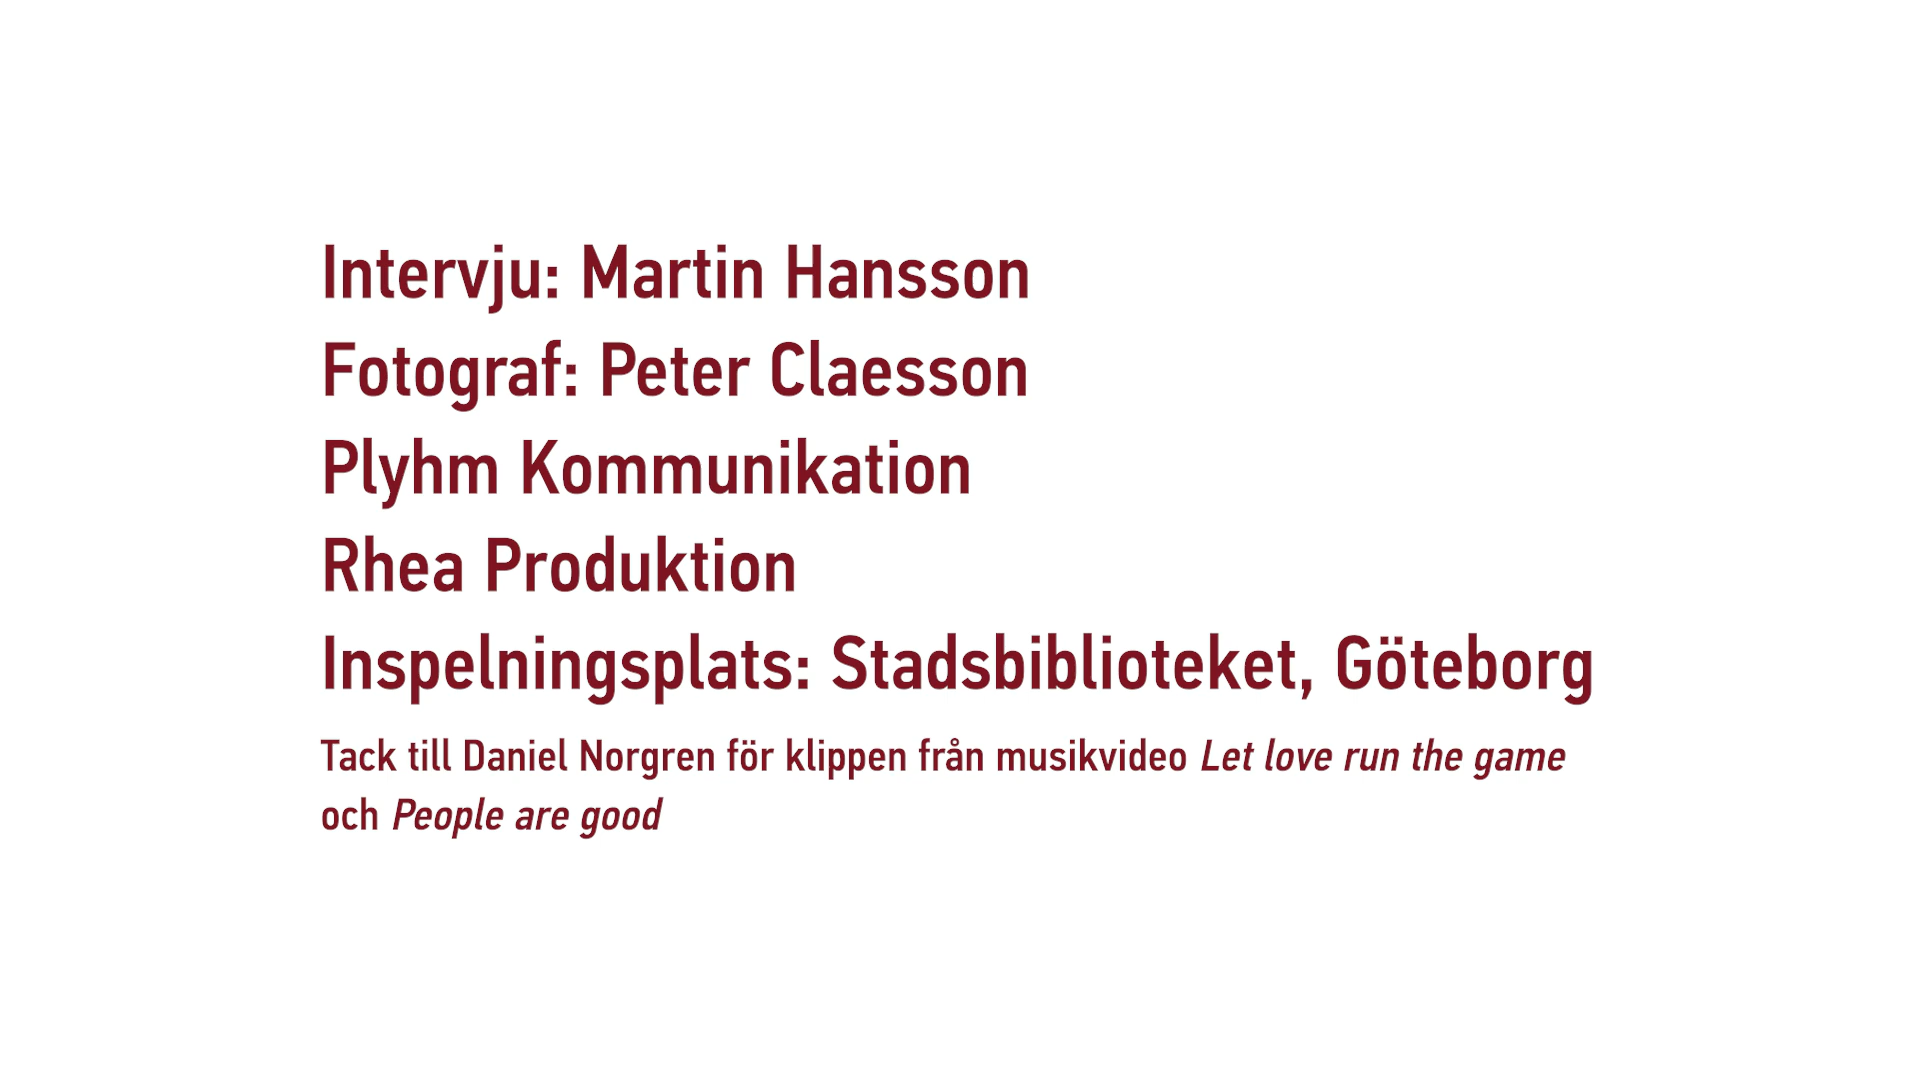 Intervju: Martin Hansson
Fotograf: Peter Claesson
Plyhm Kommunikation
Rhea Produktion
Inspelningsplats: Stadsbiblioteket, Göteborg
Tack till Daniel Norgren för klippen från musikvideo Let love run the game
och People are good